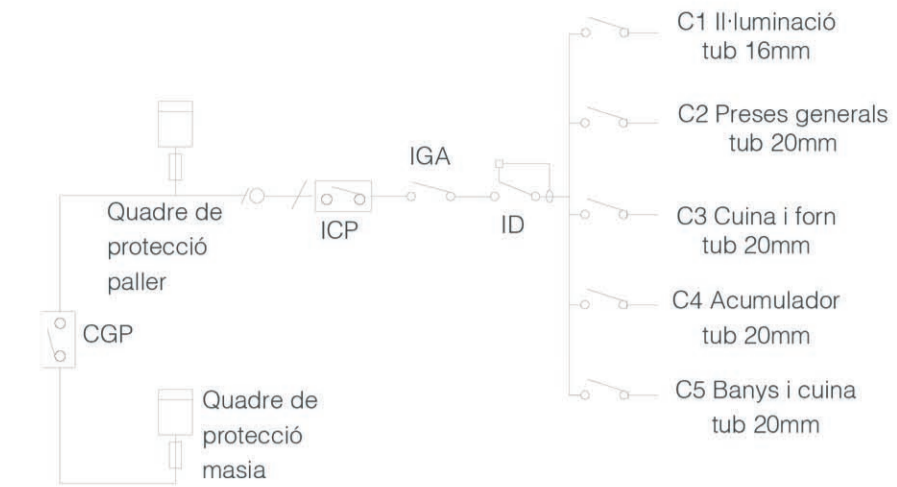 C1 Il·luminació
tub 16mm
C2 Preses generals
tub 20mm
IGA
Quadre de
protecció
paller
ICP
ID
C3 Cuina i forn
tub 20mm
CGP
C4 Acumulador
tub 20mm
Quadre de
protecció
masia
C5 Banys i cuina
tub 20mm